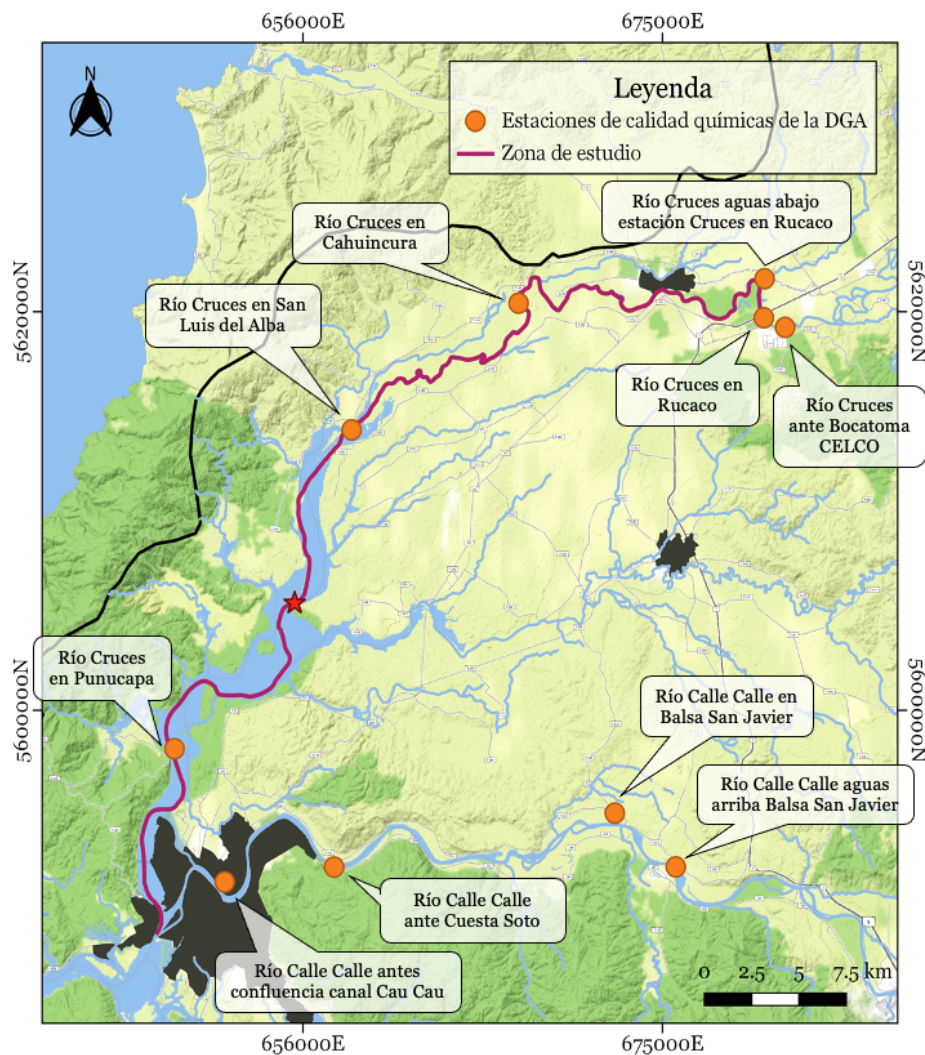 656000E
675000E
N
Leyenda
Estaciones de calidad químicas de la DGA
Zona de estudio
Río Cruces en
Cahuincura
Río Cruces aguas abajo
estación Cruces en Rucaco
Río Cruces en San
Luis del Alba
5620000N
5620000N
Río Cruces en
Rucaco
Río Cruces
ante Bocatoma
CELCO
Río Cruces
en Punucapa
Río Calle Calle en
Balsa San Javier
5600000N
5600000N
Río Calle Calle aguas
arriba Balsa San Javier
Río Calle Calle
ante Cuesta Soto
Río Calle Calle antes
confluencia canal Cau Cau
0 2.5 5 7.5 km
656000E
675000E